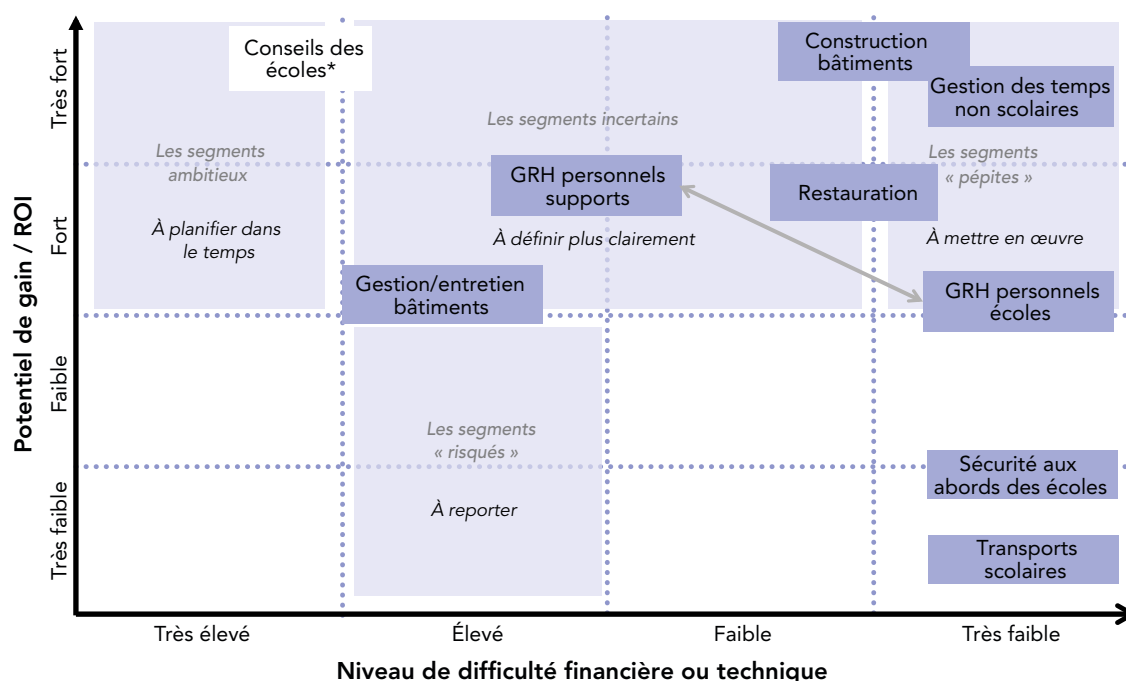 Potentiel de gain / ROI
Très fort
Fort
Faible
Très faible
Conseils des
écoles*
Construction
bâtiments
Gestion des temps
non scolaires
Les segments incertains
Les segments
ambitieux
Les segments
« pépites »
GRH personnels
supports
Restauration
À planifier dans
le temps
À définir plus clairement
À mettre en œuvre
Gestion/entretien
bâtiments
GRH personnels
écoles
Les segments
« risqués »
À reporter
Sécurité aux
abords des écoles
Transports
scolaires
Très élevé
Élevé
Faible
Très faible
Niveau de difficulté financière ou technique